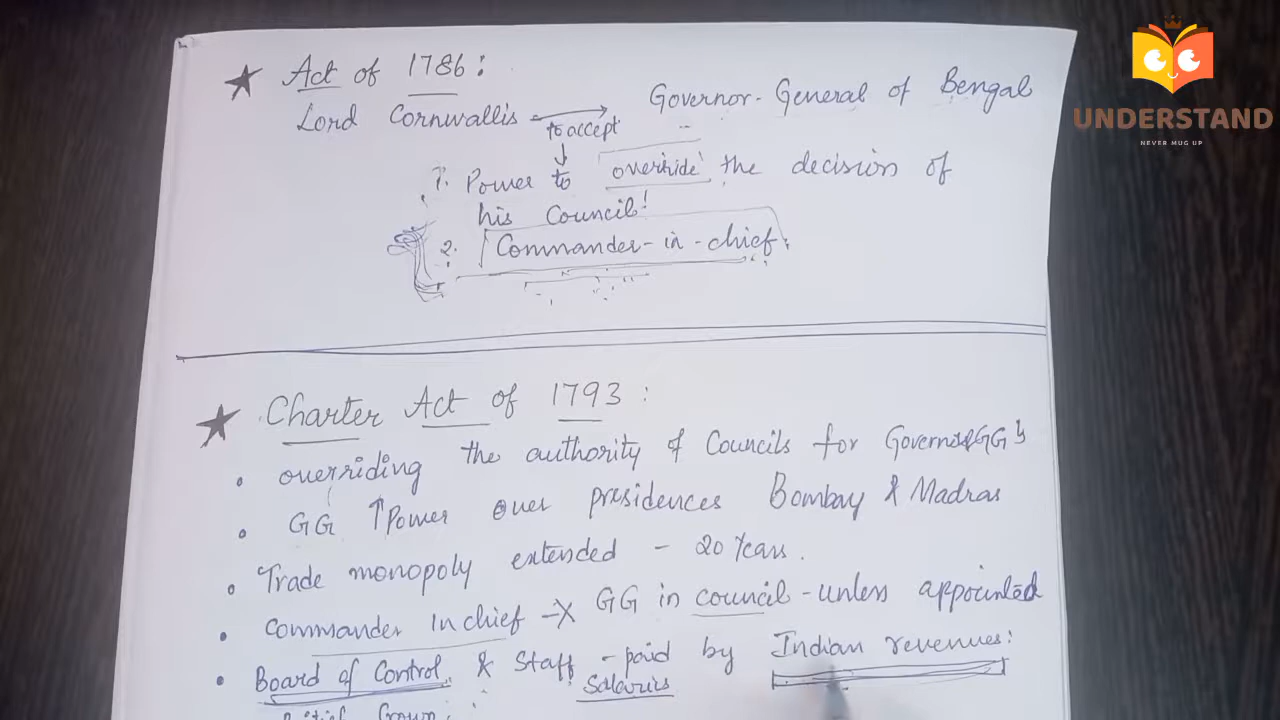 ★ Act of 1786:
Lord Cornwallis → Governor-General of Bengal
to accept
1. Power to override the decision of
his Council!
2. Commander-in-chief.
★ Charter Act of 1793:
• overriding the authority of Councils for Governs&GG's
• GG ↑Power over presidences Bombay & Madras
• Trade monopoly extended - 20 Years.
• Commander In chief -X GG in council - unless appointed
• Board of Control & Staff - paid by Indian revenues:
Salaries
Crown
UNDERSTAND
NEVER MUG UP